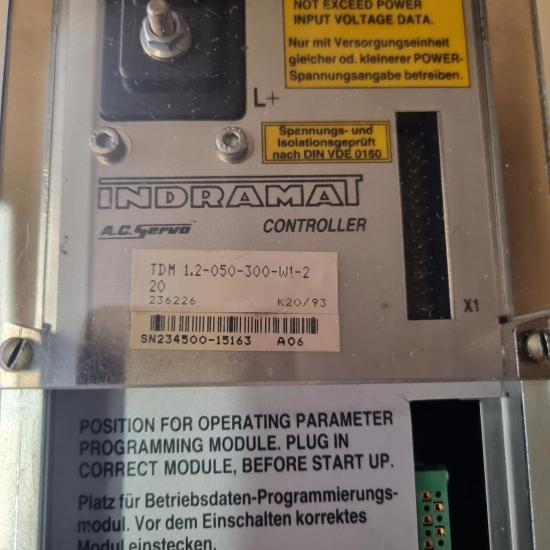 NOT EXCEED POWER
INPUT VOLTAGE DATA.
Nur mit Versorgungseinheit
gleicher od. kleinerer POWER-
Spannungsangabe betreiben.
L+
Spannungs- und
Isolationsgeprüft
nach DIN VDE 0160
INDRAMAT
A.C. Servo™ CONTROLLER
TDM 1.2-050-300-W1-2
20
236226 K20/93
SN234500-15163 A06
X1
POSITION FOR OPERATING PARAMETER
PROGRAMMING MODULE. PLUG IN
CORRECT MODULE, BEFORE START UP.
Platz für Betriebsdaten-Programmierungs-
modul. Vor dem Einschalten korrektes
Modul einstecken.